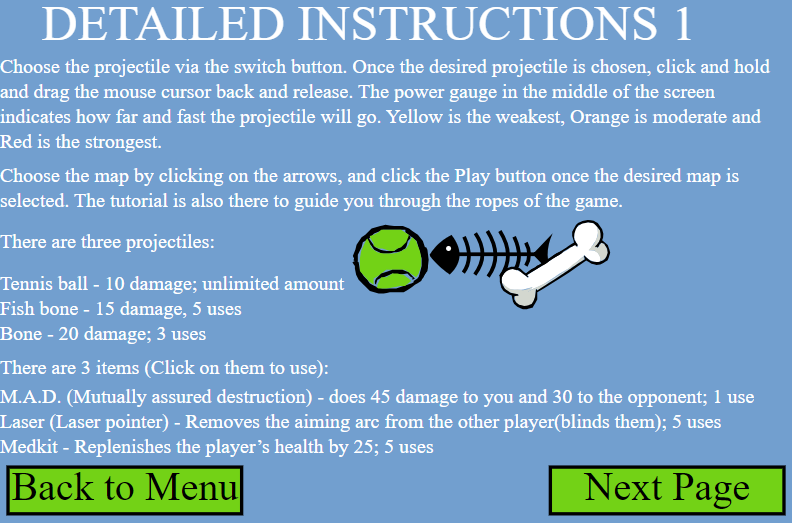 DETAILED INSTRUCTIONS 1
Choose the projectile via the switch button. Once the desired projectile is chosen, click and hold
and drag the mouse cursor back and release. The power gauge in the middle of the screen
indicates how far and fast the projectile will go. Yellow is the weakest, Orange is moderate and
Red is the strongest.
Choose the map by clicking on the arrows, and click the Play button once the desired map is
selected. The tutorial is also there to guide you through the ropes of the game.
There are three projectiles:
Tennis ball - 10 damage; unlimited amount
Fish bone - 15 damage, 5 uses
Bone - 20 damage; 3 uses
There are 3 items (Click on them to use):
M.A.D. (Mutually assured destruction) - does 45 damage to you and 30 to the opponent; 1 use
Laser (Laser pointer) - Removes the aiming arc from the other player(blinds them); 5 uses
Medkit - Replenishes the player’s health by 25; 5 uses
Back to Menu
Next Page